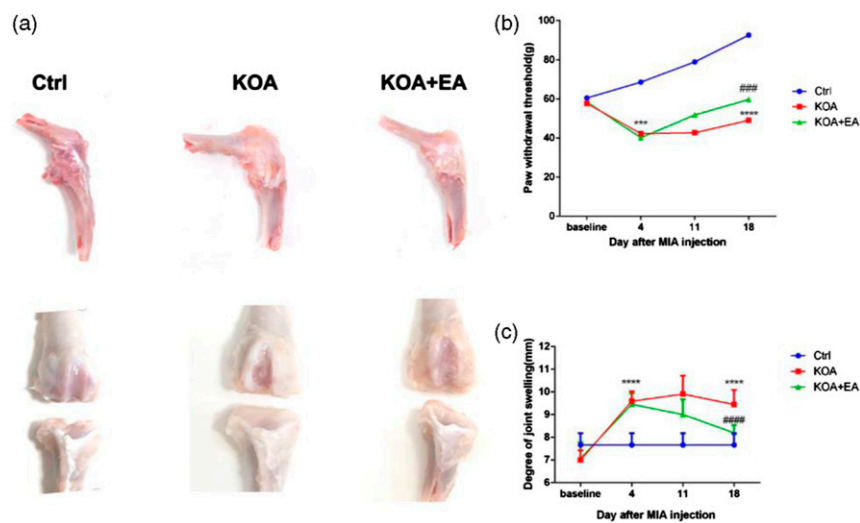 (a)
Ctrl
KOA
KOA+EA
(b)
Paw withdrawal threshold(g)
100
80
60
40
20
0
***
###
****
baseline
4
11
18
Day after MIA injection
Ctrl
KOA
KOA+EA
(c)
Degree of joint swelling(mm)
12
11
10
9
8
7
6
****
****
####
baseline
4
11
18
Day after MIA injection
Ctrl
KOA
KOA+EA